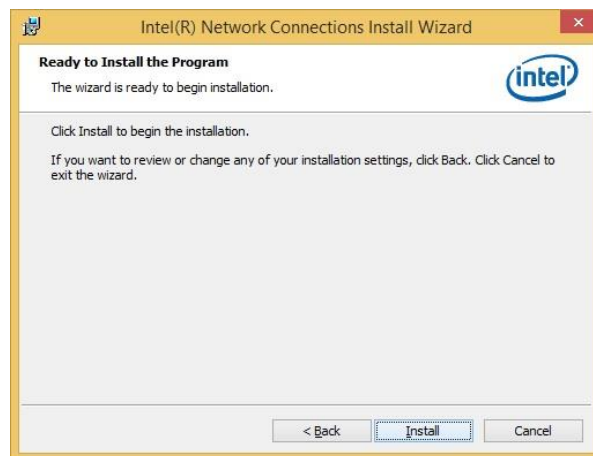 Intel(R) Network Connections Install Wizard
Ready to Install the Program
The wizard is ready to begin installation.
intel
Click Install to begin the installation.
If you want to review or change any of your installation settings, click Back. Click Cancel to
exit the wizard.
< Back
Install
Cancel